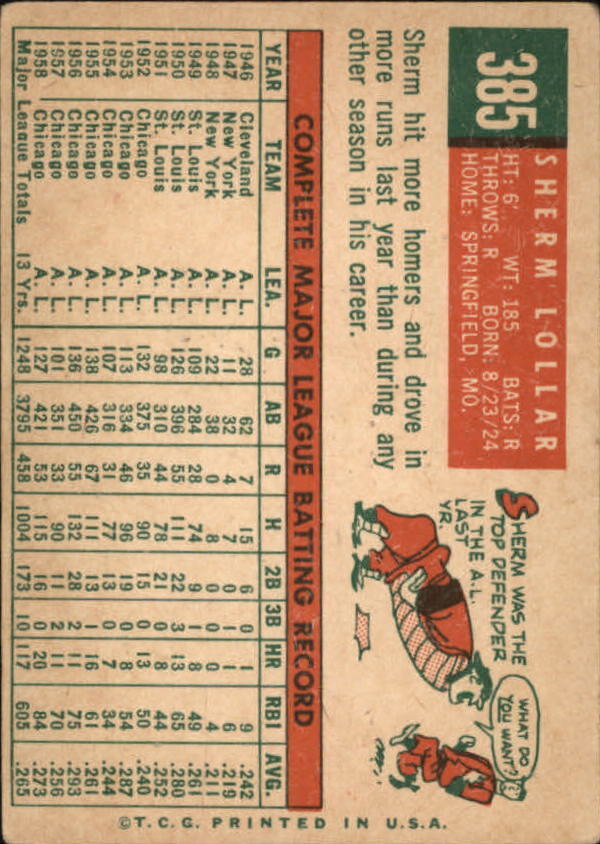 385
SHERM LOLLAR
HT: 6' WT: 185 BATS: R
THROWS: R BORN: 8/23/24
HOME: SPRINGFIELD, MO.
Sherm hit more homers and drove in
more runs last year than during any
other season in his career.
SHERM WAS THE
TOP DEFENDER
IN THE A.L.
LAST
YR.
WHAT DO
YOU WANT?
COMPLETE MAJOR LEAGUE BATTING RECORD
YEAR TEAM LEA. G AB R H 2B 3B HR RBI AVG.
1946 Cleveland A. L. 28 62 7 15 6 0 1 9 .242
1947 New York A. L. 11 32 4 7 0 1 1 6 .219
1948 New York A. L. 22 38 0 8 0 0 0 4 .211
1949 St. Louis A. L. 109 284 28 74 9 1 8 49 .261
1950 St. Louis A. L. 126 396 55 111 22 3 13 65 .280
1951 St. Louis A. L. 98 310 44 78 21 0 8 44 .252
1952 Chicago A. L. 132 375 35 90 15 0 13 50 .240
1953 Chicago A. L. 113 334 46 96 19 0 8 54 .287
1954 Chicago A. L. 107 316 31 77 13 0 7 34 .244
1955 Chicago A. L. 138 426 67 111 13 1 16 61 .261
1956 Chicago A. L. 136 450 55 132 28 2 11 75 .293
1957 Chicago A. L. 101 351 33 90 11 2 11 70 .256
1958 Chicago A. L. 127 421 53 115 16 0 20 84 .273
Major League Totals 13 Yrs. 1248 3795 458 1004 173 10 117 605 .265
©T.C.G. PRINTED IN U.S.A.